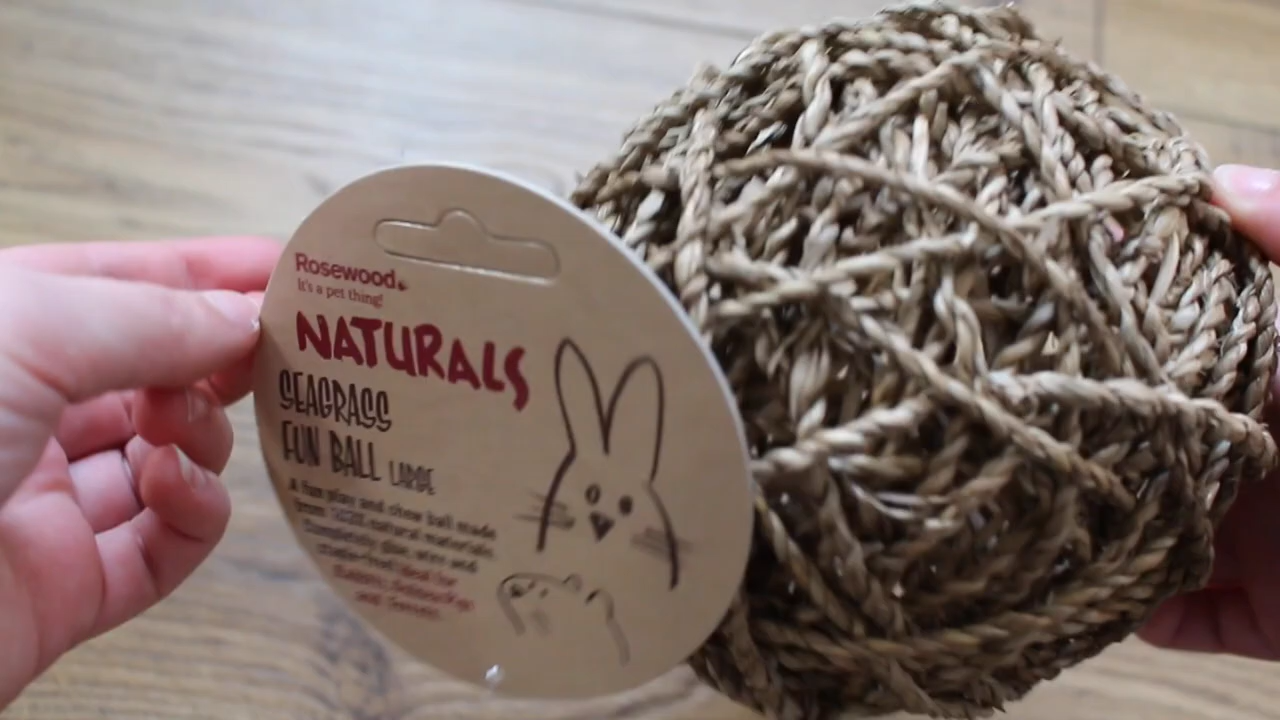 Rosewood
It's a pet thing!
NATURALS
SEAGRASS
FUN BALL LARGE
A fun play and chew ball made
from 100% natural materials.
Completely glue, wire and
staple-free! Ideal for
Rabbits, Guinea Pigs
and Ferrets.